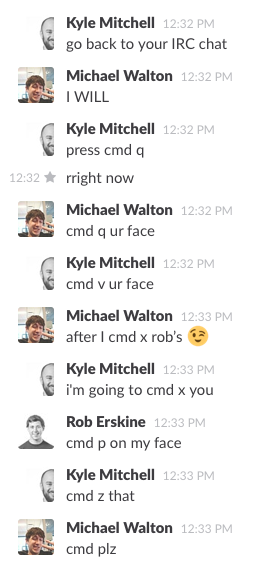 Kyle Mitchell 12:32 PM
go back to your IRC chat
Michael Walton 12:32 PM
I WILL
Kyle Mitchell 12:32 PM
press cmd q
12:32 rright now
Michael Walton 12:32 PM
cmd q ur face
Kyle Mitchell 12:32 PM
cmd v ur face
Michael Walton 12:33 PM
after I cmd x rob's 😉
Kyle Mitchell 12:33 PM
i'm going to cmd x you
Rob Erskine 12:33 PM
cmd p on my face
Kyle Mitchell 12:33 PM
cmd z that
Michael Walton 12:33 PM
cmd plz